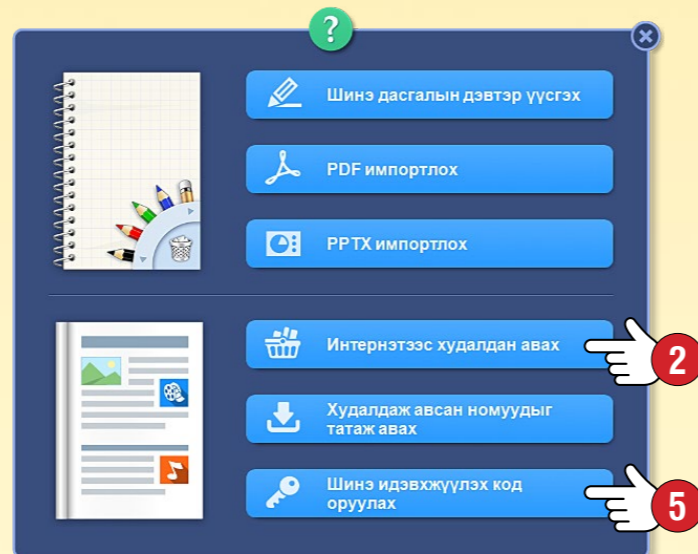 ?
Шинэ дасгалын дэвтэр үүсгэх
PDF импортлох
PPTX импортлох
Интернэтээс худалдан авах
2
Худалдаж авсан номуудыг
татаж авах
Шинэ идэвхжүүлэх код
оруулах
5